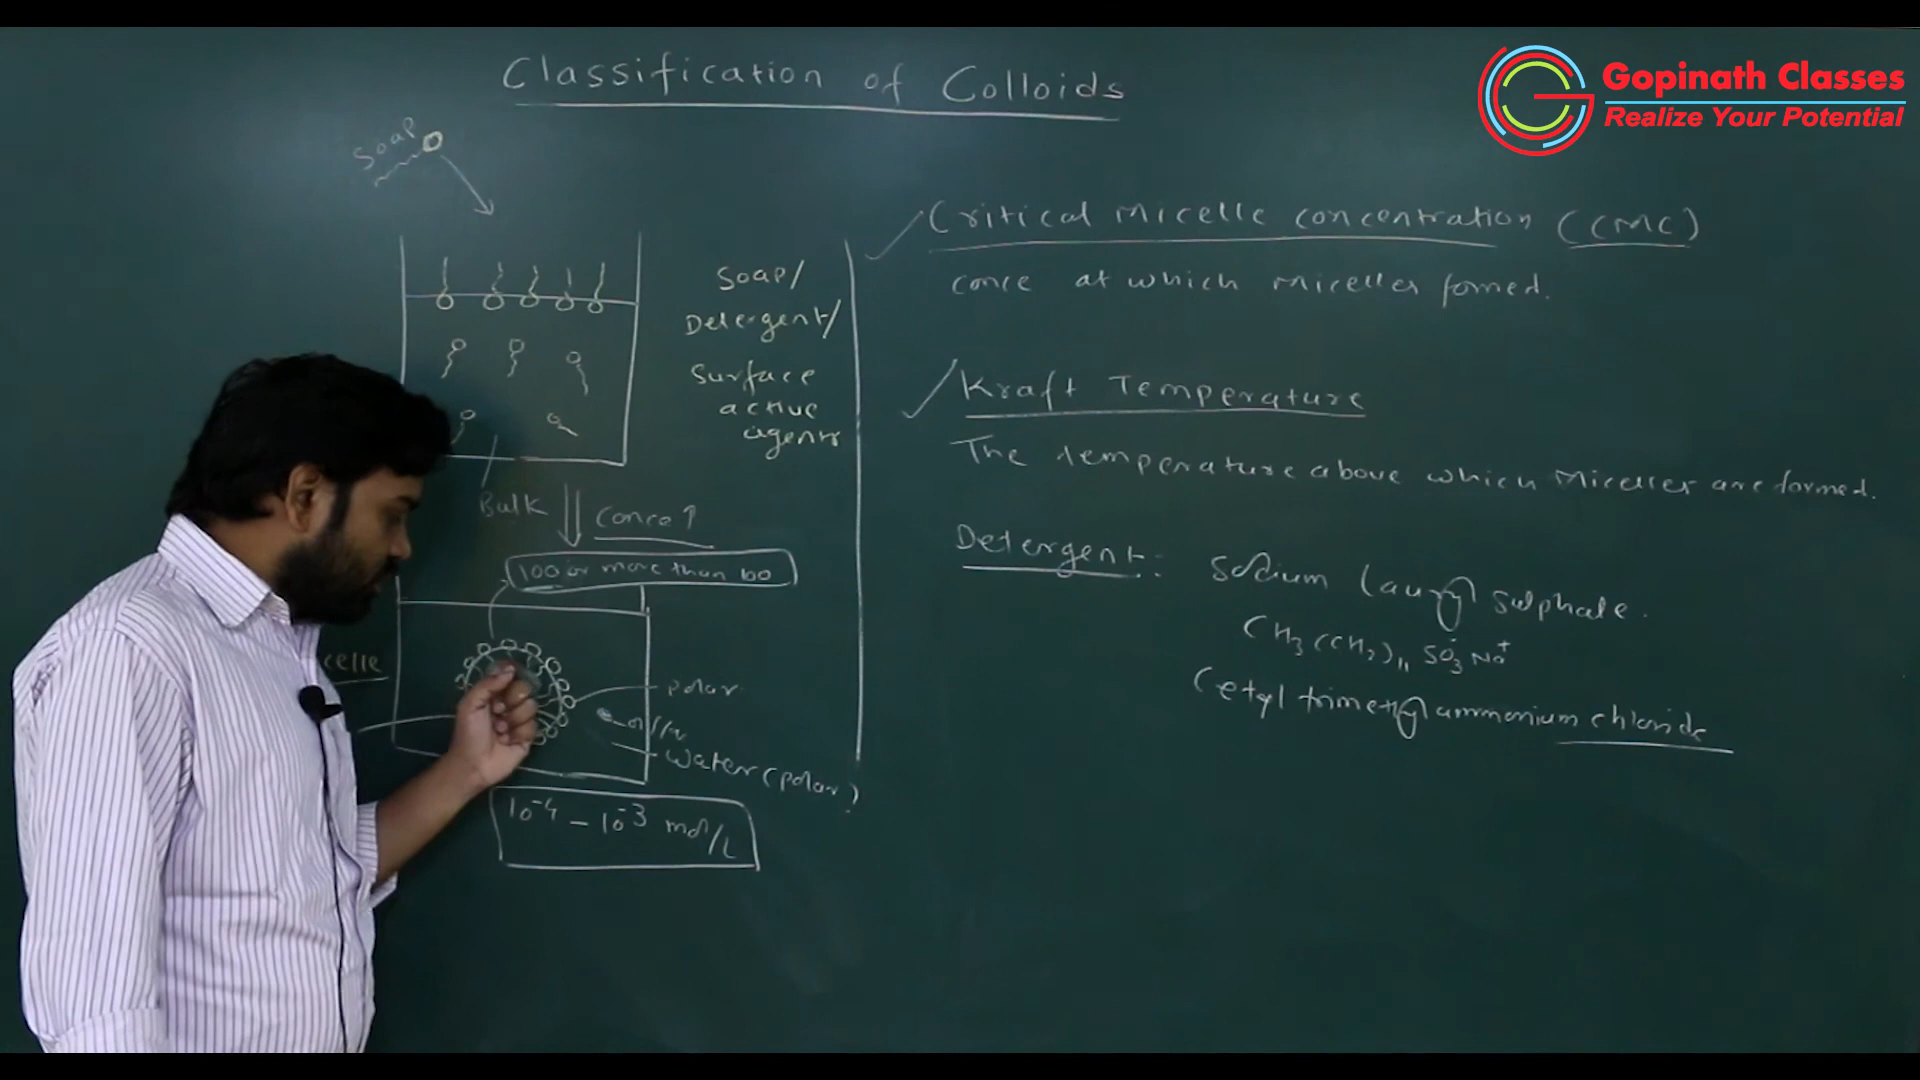 Classification of Colloids
Gopinath Classes
Realize Your Potential
Soap
Soap/
Detergent/
Surface
active
agents
Bulk
Conce ↑
100 or more than 100
celle
polar
water (polar)
10⁻⁴ – 10⁻³ mol/L
Critical Micelle concentration (CMC)
conce at which micelles formed.
Kraft Temperature
The temperature above which Micelles are formed.
Detergent : Sodium lauryl sulphate.
CH₃(CH₂)₁₁ SO₃⁻ Na⁺
Cetyl trimethyl ammonium chloride